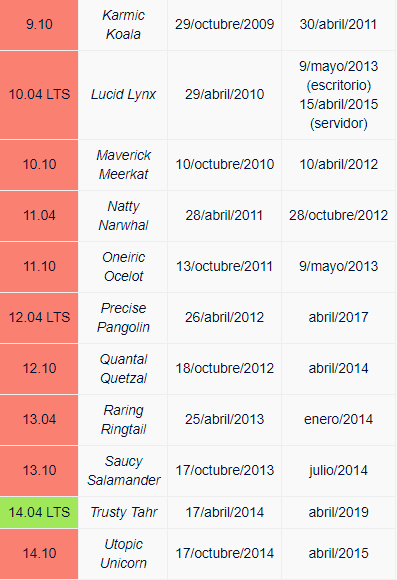 9.10 Karmic Koala 29/octubre/2009 30/abril/2011
10.04 LTS Lucid Lynx 29/abril/2010 9/mayo/2013 (escritorio) 15/abril/2015 (servidor)
10.10 Maverick Meerkat 10/octubre/2010 10/abril/2012
11.04 Natty Narwhal 28/abril/2011 28/octubre/2012
11.10 Oneiric Ocelot 13/octubre/2011 9/mayo/2013
12.04 LTS Precise Pangolin 26/abril/2012 abril/2017
12.10 Quantal Quetzal 18/octubre/2012 abril/2014
13.04 Raring Ringtail 25/abril/2013 enero/2014
13.10 Saucy Salamander 17/octubre/2013 julio/2014
14.04 LTS Trusty Tahr 17/abril/2014 abril/2019
14.10 Utopic Unicorn 17/octubre/2014 abril/2015